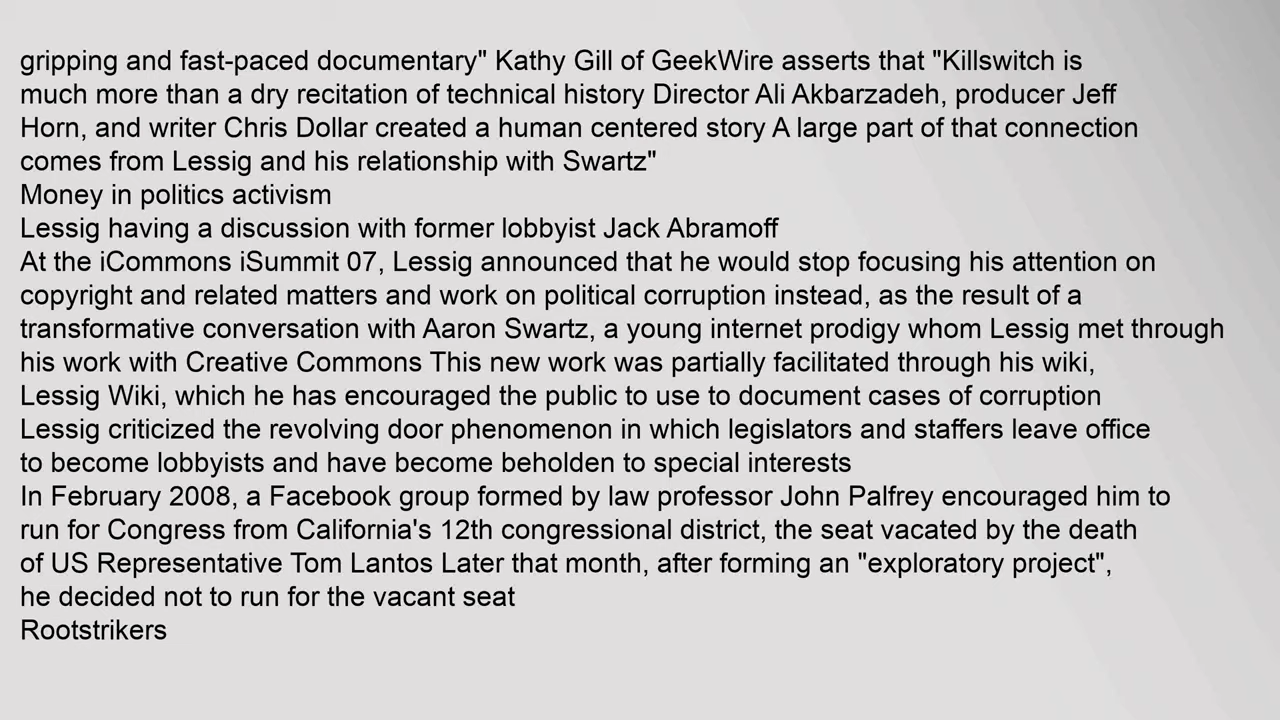 gripping and fast-paced documentary" Kathy Gill of GeekWire asserts that "Killswitch is
much more than a dry recitation of technical history Director Ali Akbarzadeh, producer Jeff
Horn, and writer Chris Dollar created a human centered story A large part of that connection
comes from Lessig and his relationship with Swartz"
Money in politics activism
Lessig having a discussion with former lobbyist Jack Abramoff
At the iCommons iSummit 07, Lessig announced that he would stop focusing his attention on
copyright and related matters and work on political corruption instead, as the result of a
transformative conversation with Aaron Swartz, a young internet prodigy whom Lessig met through
his work with Creative Commons This new work was partially facilitated through his wiki,
Lessig Wiki, which he has encouraged the public to use to document cases of corruption
Lessig criticized the revolving door phenomenon in which legislators and staffers leave office
to become lobbyists and have become beholden to special interests
In February 2008, a Facebook group formed by law professor John Palfrey encouraged him to
run for Congress from California's 12th congressional district, the seat vacated by the death
of US Representative Tom Lantos Later that month, after forming an "exploratory project",
he decided not to run for the vacant seat
Rootstrikers